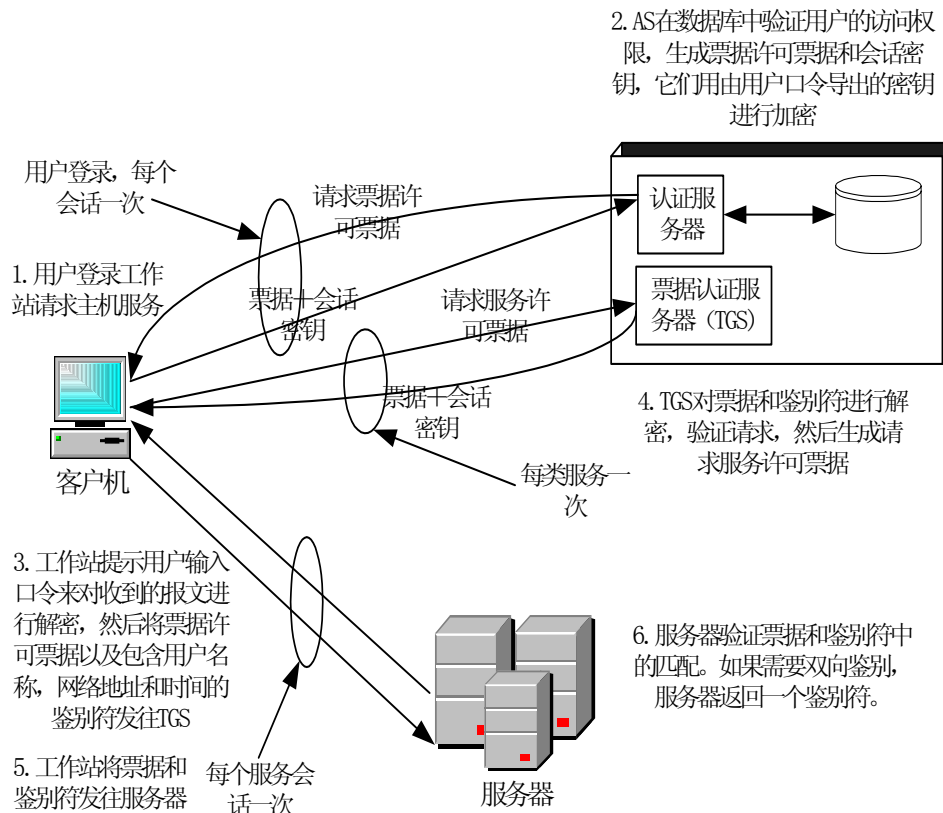 2.AS在数据库中验证用户的访问权
限，生成票据许可票据和会话密
钥，它们用由用户口令导出的密钥
进行加密
用户登录，每个
会话一次
请求票据许
可票据
认证服
务器
1.用户登录工作
站请求主机服务
票据+会话
密钥
请求服务许
可票据
票据认证服
务器（TGS）
票据+会话
密钥
4.TGS对票据和鉴别符进行解
密，验证请求，然后生成请
求服务许可票据
客户机
每类服务一
次
3.工作站提示用户输入
口令来对收到的报文进
行解密，然后将票据许
可票据以及包含用户名
称，网络地址和时间的
鉴别符发往TGS
6.服务器验证票据和鉴别符中
的匹配。如果需要双向鉴别，
服务器返回一个鉴别符。
5.工作站将票据和
鉴别符发往服务器
每个服务会
话一次
服务器